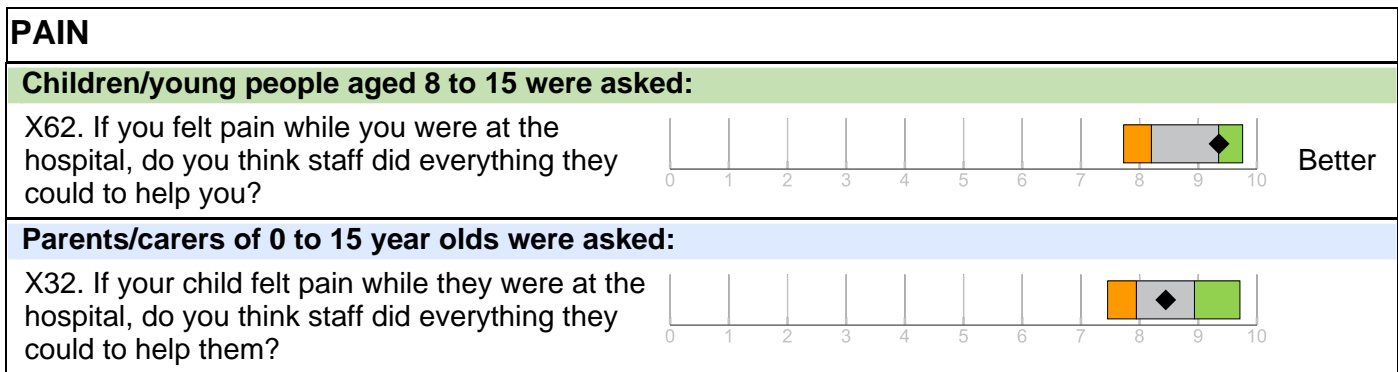 PAIN
Children/young people aged 8 to 15 were asked:
X62. If you felt pain while you were at the
hospital, do you think staff did everything they
could to help you?
0 1 2 3 4 5 6 7 8 9 10
Better
Parents/carers of 0 to 15 year olds were asked:
X32. If your child felt pain while they were at the
hospital, do you think staff did everything they
could to help them?
0 1 2 3 4 5 6 7 8 9 10